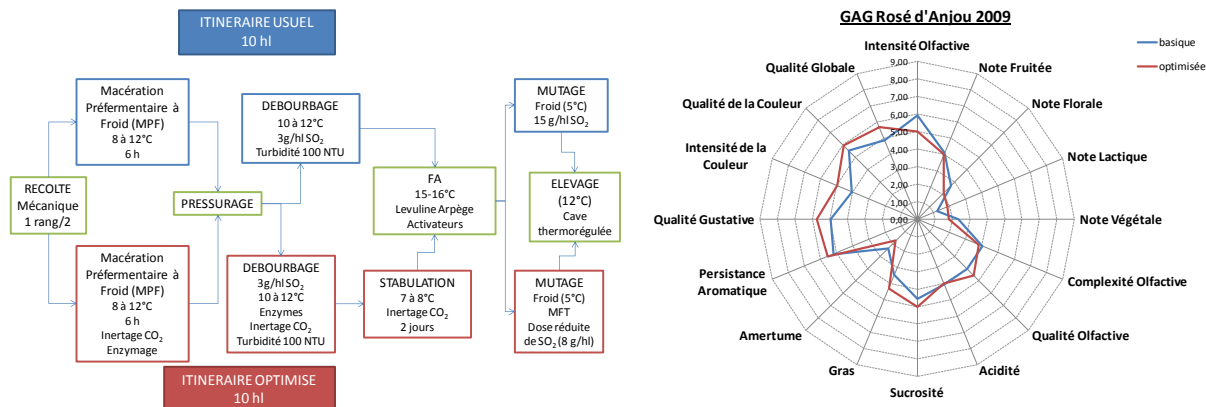 ITINERAIRE USUEL
10 hl
Macération
Préfermentaire à
Froid (MPF)
8 à 12°C
6 h
DEBOURBAGE
10 à 12°C
3g/hl SO₂
Turbidité 100 NTU
MUTAGE
Froid (5°C)
15 g/hl SO₂
RECOLTE
Mécanique
1 rang/2
PRESSURAGE
FA
15-16°C
Levuline Arpège
Activateurs
ELEVAGE
(12°C)
Cave
thermorégulée
Macération
Préfermentaire à
Froid (MPF)
8 à 12°C
6 h
Inertage CO₂
Enzymage
DEBOURBAGE
3g/hl SO₂
10 à 12°C
Enzymes
Inertage CO₂
Turbidité 100 NTU
STABULATION
7 à 8°C
Inertage CO₂
2 jours
MUTAGE
Froid (5°C)
MFT
Dose réduite
de SO₂ (8 g/hl)
ITINERAIRE OPTIMISE
10 hl
GAG Rosé d'Anjou 2009
basique
optimisée
Intensité Olfactive
Note Fruitée
Note Florale
Note Lactique
Note Végétale
Complexité Olfactive
Qualité Olfactive
Acidité
Sucrosité
Gras
Amertume
Persistance
Aromatique
Qualité Gustative
Intensité de la
Couleur
Qualité de la Couleur
Qualité Globale
9,00
8,00
7,00
6,00
5,00
4,00
3,00
2,00
1,00
0,00